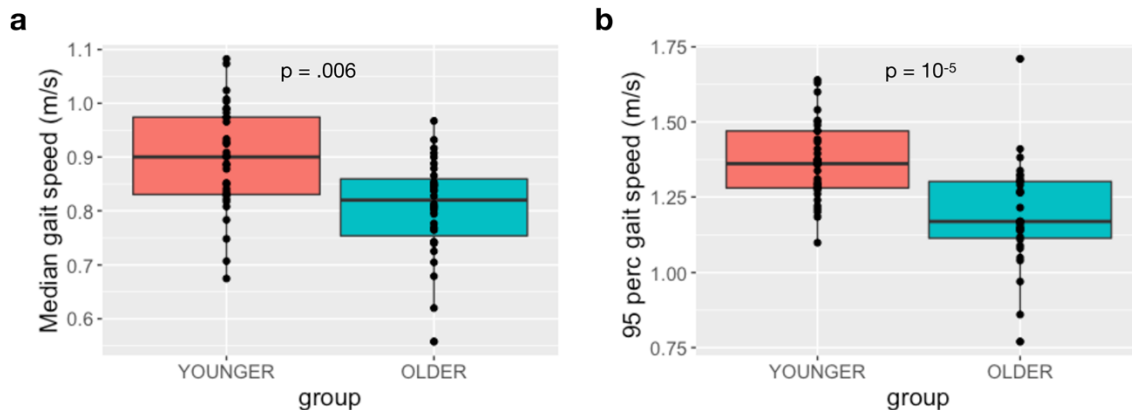 a
Median gait speed (m/s)
1.1
1.0
0.9
0.8
0.7
0.6
p = .006
YOUNGER
OLDER
group
b
95 perc gait speed (m/s)
1.75
1.50
1.25
1.00
0.75
p = 10⁻⁵
YOUNGER
OLDER
group